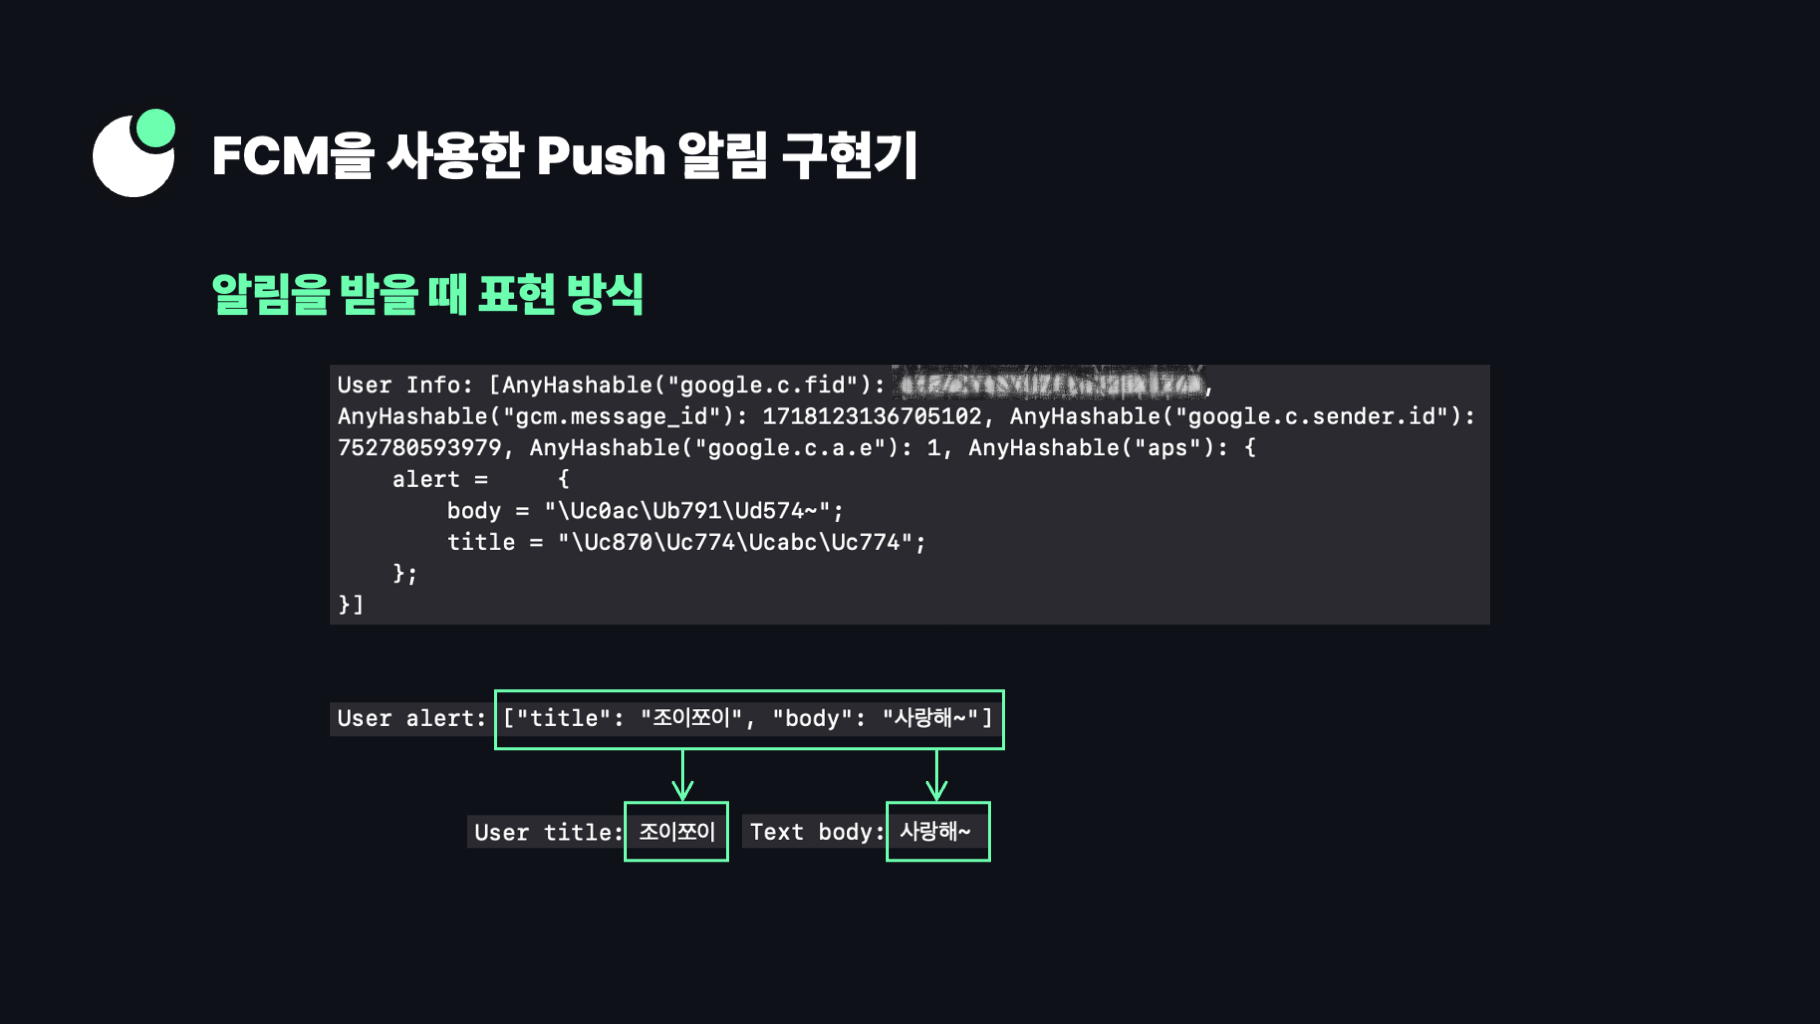 FCM을 사용한 Push 알림 구현기
알림을 받을 때 표현 방식
User Info: [AnyHashable("google.c.fid"): ,
AnyHashable("gcm.message_id"): 1718123136705102, AnyHashable("google.c.sender.id"):
752780593979, AnyHashable("google.c.a.e"): 1, AnyHashable("aps"): {
    alert =     {
        body = "\Uc0ac\Ub791\Ud574~";
        title = "\Uc870\Uc774\Ucabc\Uc774";
    };
}]
User alert: ["title": "조이쪼이", "body": "사랑해~"]
User title: 조이쪼이 Text body: 사랑해~